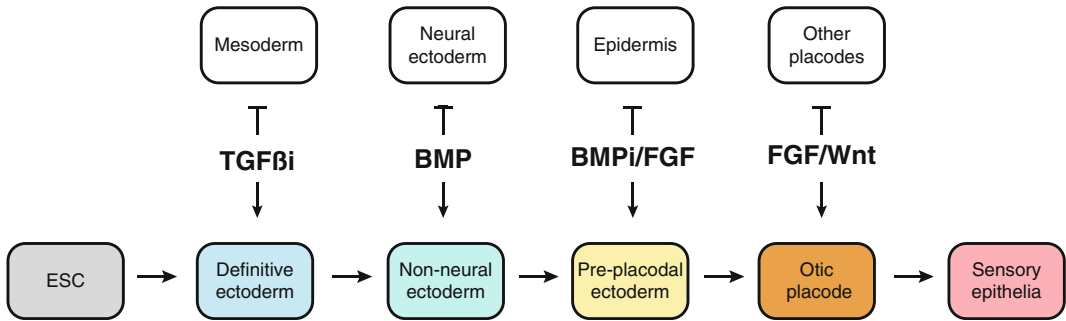 Mesoderm
Neural
ectoderm
Epidermis
Other
placodes
TGFßi
BMP
BMPi/FGF
FGF/Wnt
ESC
Definitive
ectoderm
Non-neural
ectoderm
Pre-placodal
ectoderm
Otic
placode
Sensory
epithelia